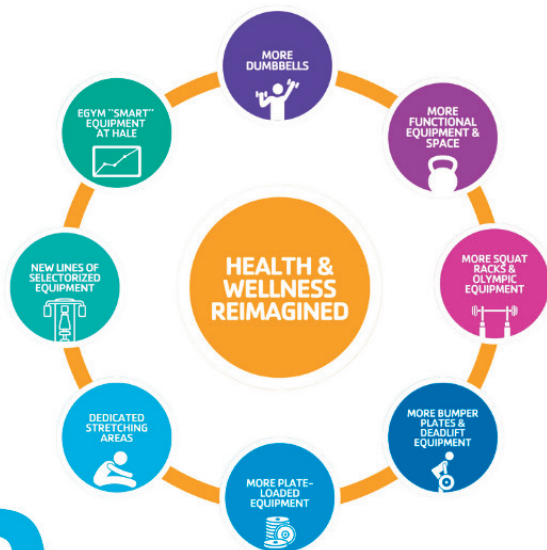 MORE
DUMBBELLS
MORE
FUNCTIONAL
EQUIPMENT &
SPACE
MORE SQUAT
RACKS &
OLYMPIC
EQUIPMENT
MORE BUMPER
PLATES &
DEADLIFT
EQUIPMENT
MORE PLATE-
LOADED
EQUIPMENT
DEDICATED
STRETCHING
AREAS
NEW LINES OF
SELECTORIZED
EQUIPMENT
EGYM "SMART"
EQUIPMENT
AT HALE
HEALTH &
WELLNESS
REIMAGINED